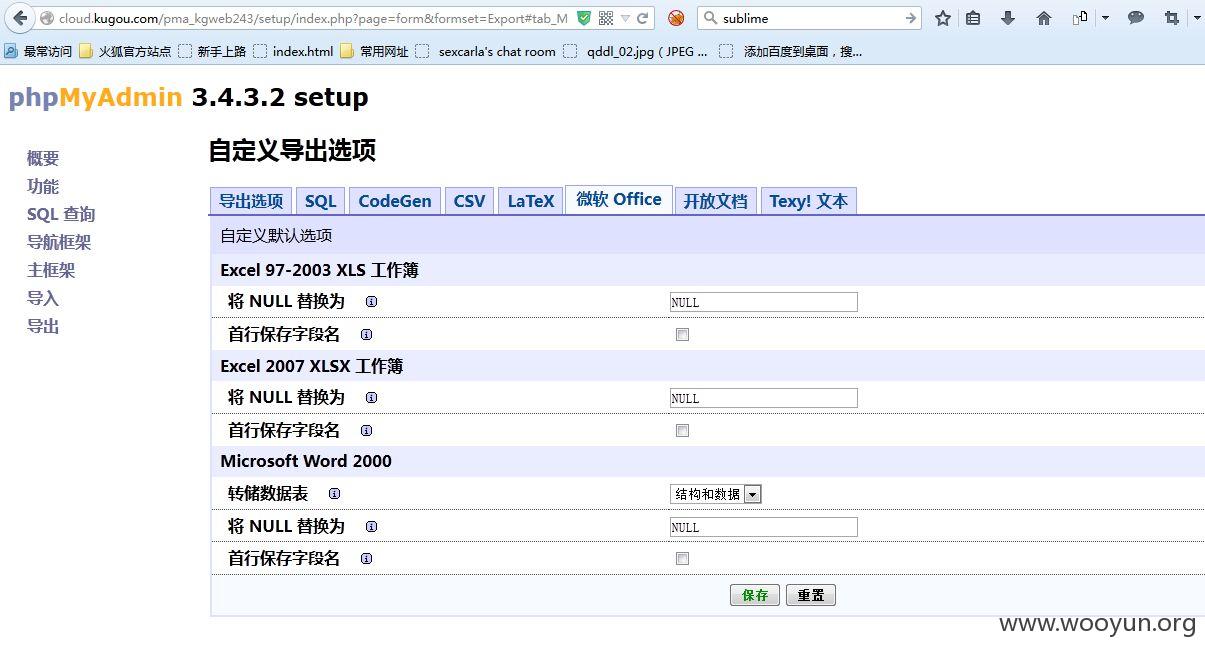 cloud.kugou.com/pma_kgweb243/setup/index.php?page=form&formset=Export#tab_M
sublime
最常访问 火狐官方站点 新手上路 index.html 常用网址 sexcarla's chat room qddl_02.jpg ( JPEG ... 添加百度到桌面，搜...
phpMyAdmin 3.4.3.2 setup
概要
功能
SQL 查询
导航框架
主框架
导入
导出
自定义导出选项
导出选项 SQL CodeGen CSV LaTeX 微软 Office 开放文档 Texy! 文本
自定义默认选项
Excel 97-2003 XLS 工作簿
将 NULL 替换为 NULL
首行保存字段名
Excel 2007 XLSX 工作簿
将 NULL 替换为 NULL
首行保存字段名
Microsoft Word 2000
转储数据表 结构和数据
将 NULL 替换为 NULL
首行保存字段名
保存 重置
www.wooyun.org